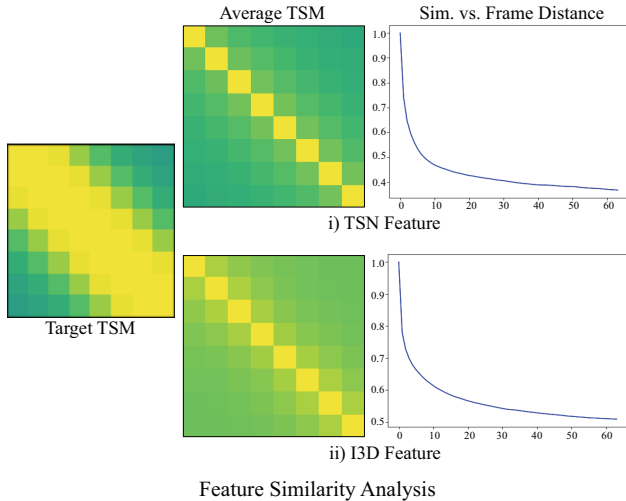 Average TSM
Sim. vs. Frame Distance
1.0
0.9
0.8
0.7
0.6
0.5
0.4
0 10 20 30 40 50 60
i) TSN Feature
Target TSM
1.0
0.9
0.8
0.7
0.6
0.5
0 10 20 30 40 50 60
ii) I3D Feature
Feature Similarity Analysis